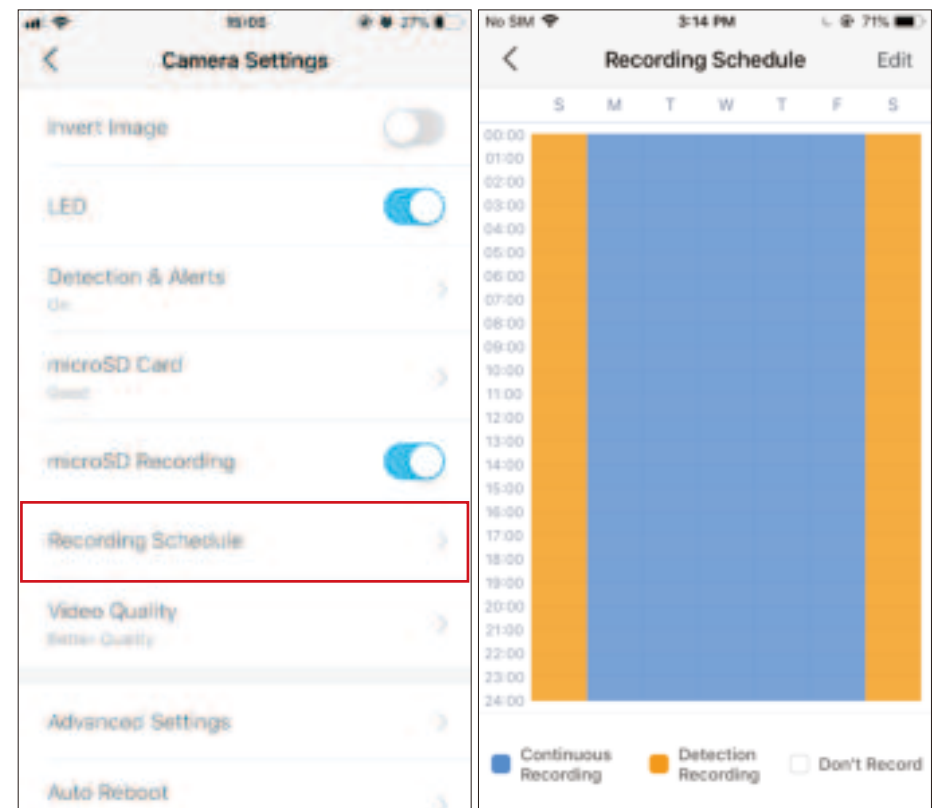 15:05
27%
Camera Settings
Invert Image
LED
Detection & Alerts
On
microSD Card
Good
microSD Recording
Recording Schedule
Video Quality
Better Quality
Advanced Settings
Auto Reboot
No SIM
3:14 PM
71%
Recording Schedule
Edit
S M T W T F S
00:00
01:00
02:00
03:00
04:00
05:00
06:00
07:00
08:00
09:00
10:00
11:00
12:00
13:00
14:00
15:00
16:00
17:00
18:00
19:00
20:00
21:00
22:00
23:00
24:00
Continuous
Recording
Detection
Recording
Don't Record